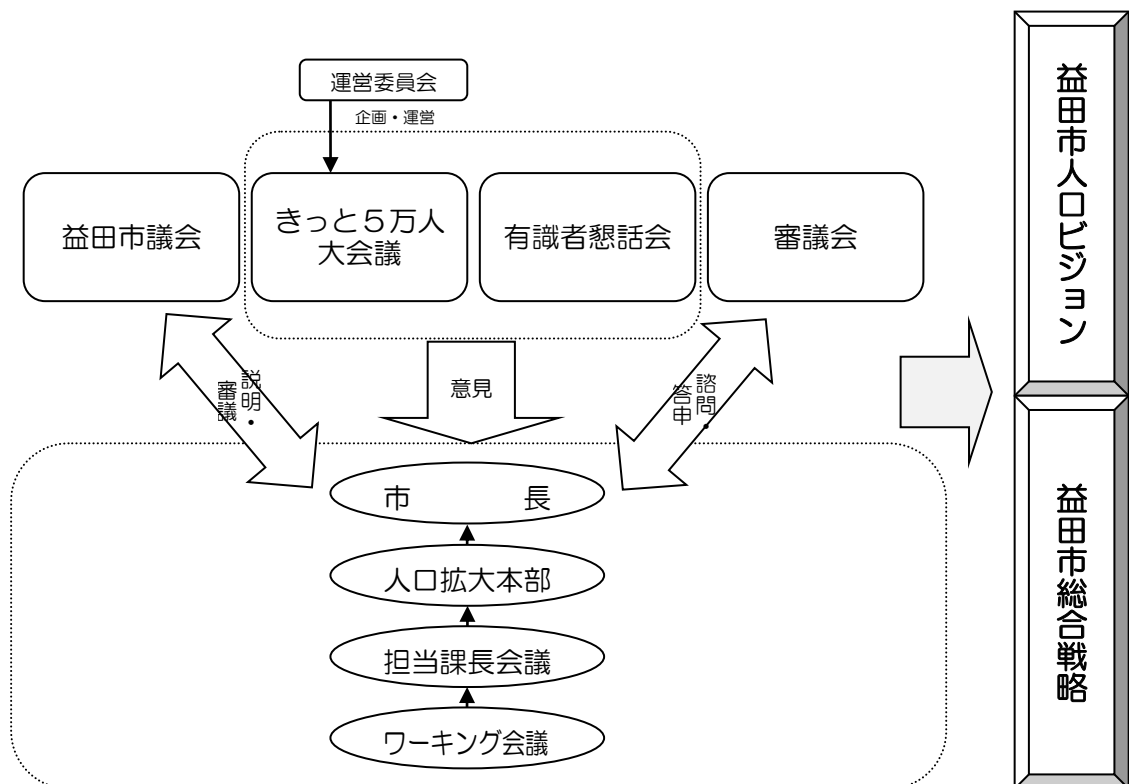 運営委員会
企画・運営
益田市議会
きっと５万人
大会議
有識者懇話会
審議会
説明・
審議
意見
諮問・
答申
市　　　長
人口拡大本部
担当課長会議
ワーキング会議
益田市人口ビジョン
益田市総合戦略